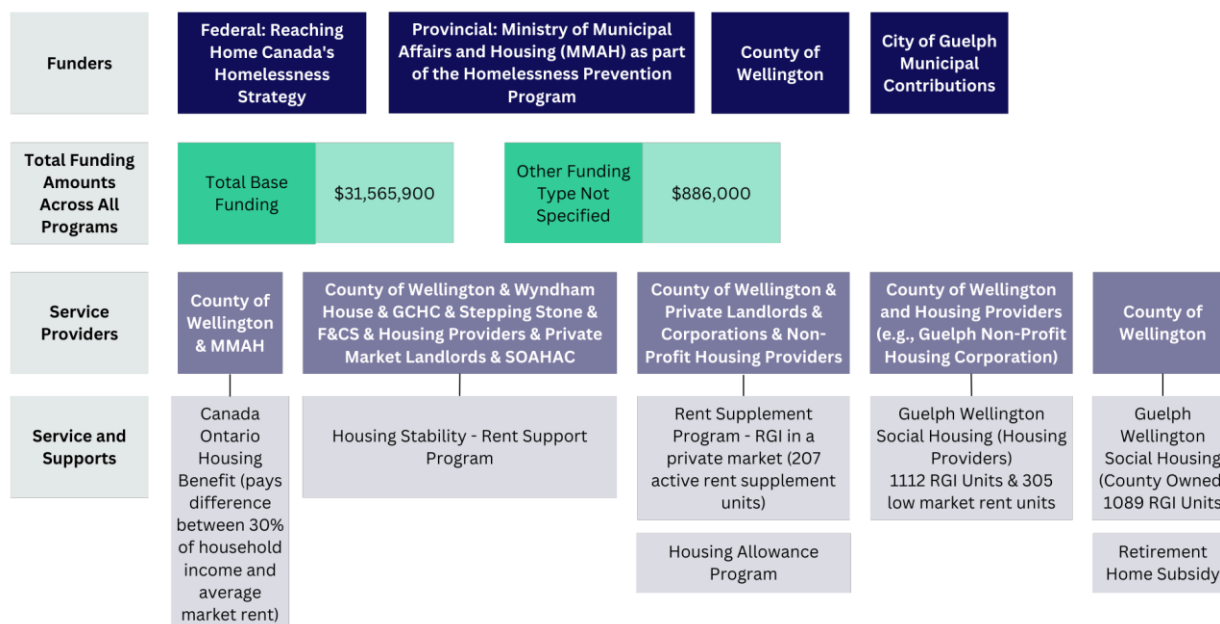 Funders
Federal: Reaching
Home Canada's
Homelessness
Strategy
Provincial: Ministry of Municipal
Affairs and Housing (MMAH) as part
of the Homelessness Prevention
Program
County of
Wellington
City of Guelph
Municipal
Contributions
Total Funding
Amounts
Across All
Programs
Total Base
Funding
$31,565,900
Other Funding
Type Not
Specified
$886,000
Service
Providers
County of
Wellington
& MMAH
County of Wellington & Wyndham
House & GCHC & Stepping Stone &
F&CS & Housing Providers & Private
Market Landlords & SOAHAC
County of Wellington &
Private Landlords &
Corporations & Non-
Profit Housing Providers
County of Wellington
and Housing Providers
(e.g., Guelph Non-Profit
Housing Corporation)
County of
Wellington
Service and
Supports
Canada
Ontario
Housing
Benefit (pays
difference
between 30%
of household
income and
average
market rent)
Housing Stability - Rent Support
Program
Rent Supplement
Program - RGI in a
private market (207
active rent supplement
units)
Housing Allowance
Program
Guelph Wellington
Social Housing (Housing
Providers)
1112 RGI Units & 305
low market rent units
Guelph
Wellington
Social Housing
(County Owned)
1089 RGI Units
Retirement
Home Subsidy